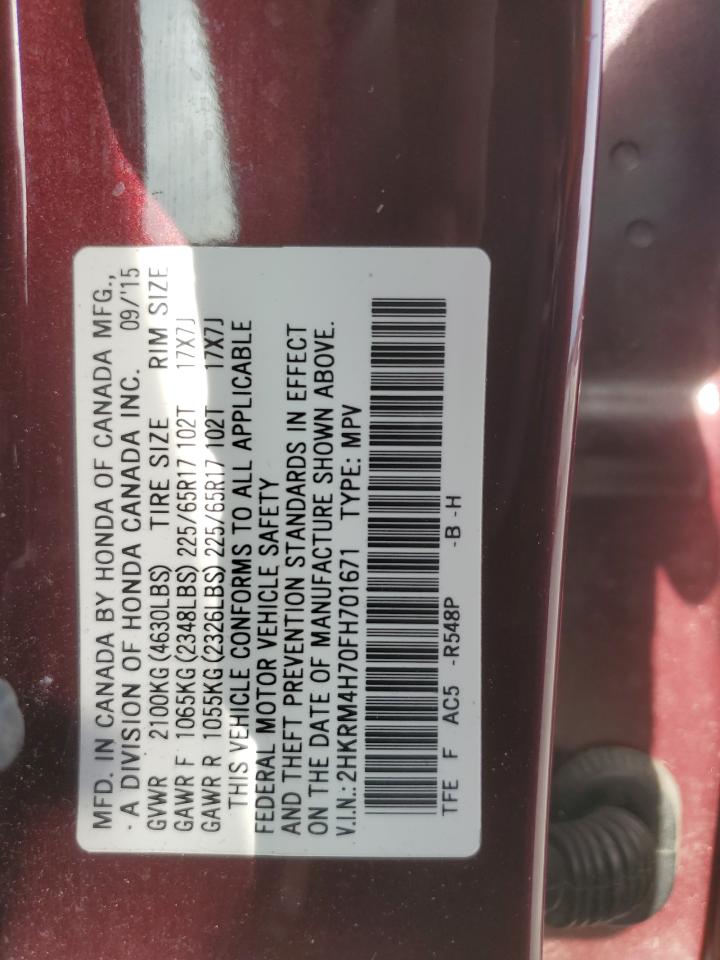 MFD. IN CANADA BY HONDA OF CANADA MFG.,
- A DIVISION OF HONDA CANADA INC. 09/'15
GVWR 2100KG(4630LBS) TIRE SIZE RIM SIZE
GAWR F 1065KG(2348LBS) 225/65R17 102T 17X7J
GAWR R 1055KG(2326LBS) 225/65R17 102T 17X7J
THIS VEHICLE CONFORMS TO ALL APPLICABLE
FEDERAL MOTOR VEHICLE SAFETY
AND THEFT PREVENTION STANDARDS IN EFFECT
ON THE DATE OF MANUFACTURE SHOWN ABOVE.
V.I.N.: 2HKRM4H70FH701671 TYPE: MPV
TFE F AC5 -R548P -B -H